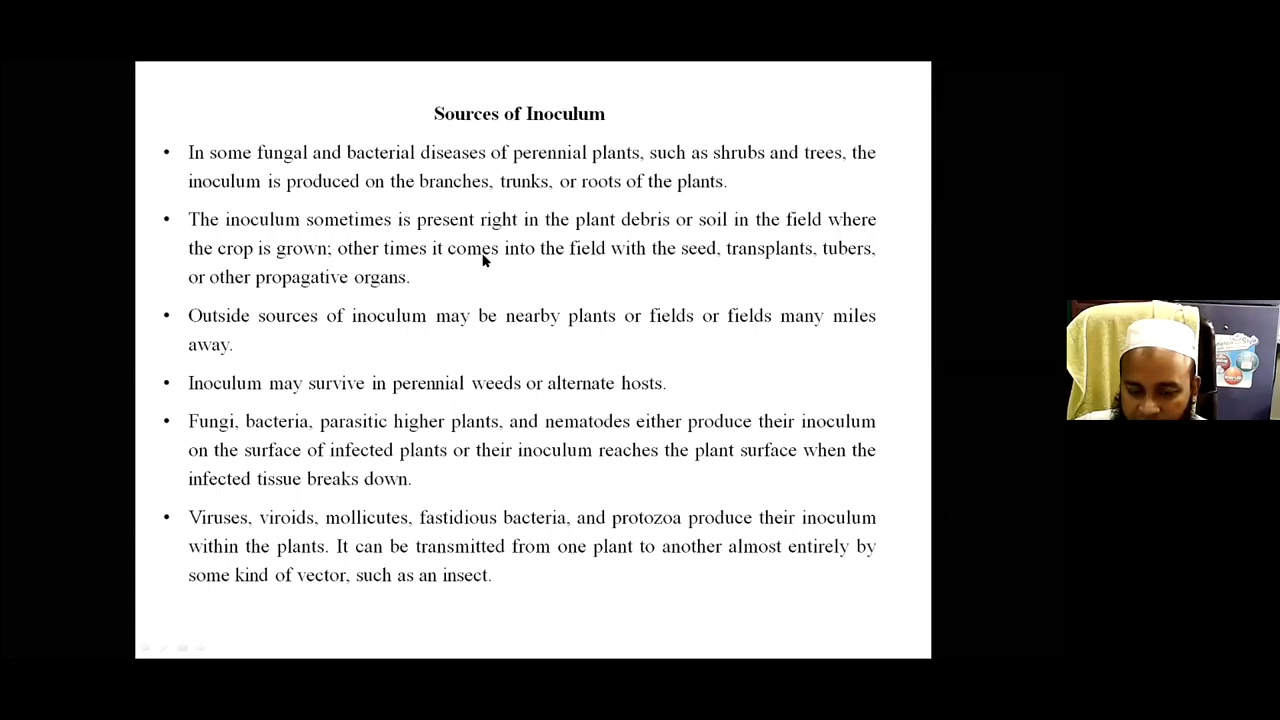 Sources of Inoculum
• In some fungal and bacterial diseases of perennial plants, such as shrubs and trees, the
inoculum is produced on the branches, trunks, or roots of the plants.
• The inoculum sometimes is present right in the plant debris or soil in the field where
the crop is grown; other times it comes into the field with the seed, transplants, tubers,
or other propagative organs.
• Outside sources of inoculum may be nearby plants or fields or fields many miles
away.
• Inoculum may survive in perennial weeds or alternate hosts.
• Fungi, bacteria, parasitic higher plants, and nematodes either produce their inoculum
on the surface of infected plants or their inoculum reaches the plant surface when the
infected tissue breaks down.
• Viruses, viroids, mollicutes, fastidious bacteria, and protozoa produce their inoculum
within the plants. It can be transmitted from one plant to another almost entirely by
some kind of vector, such as an insect.